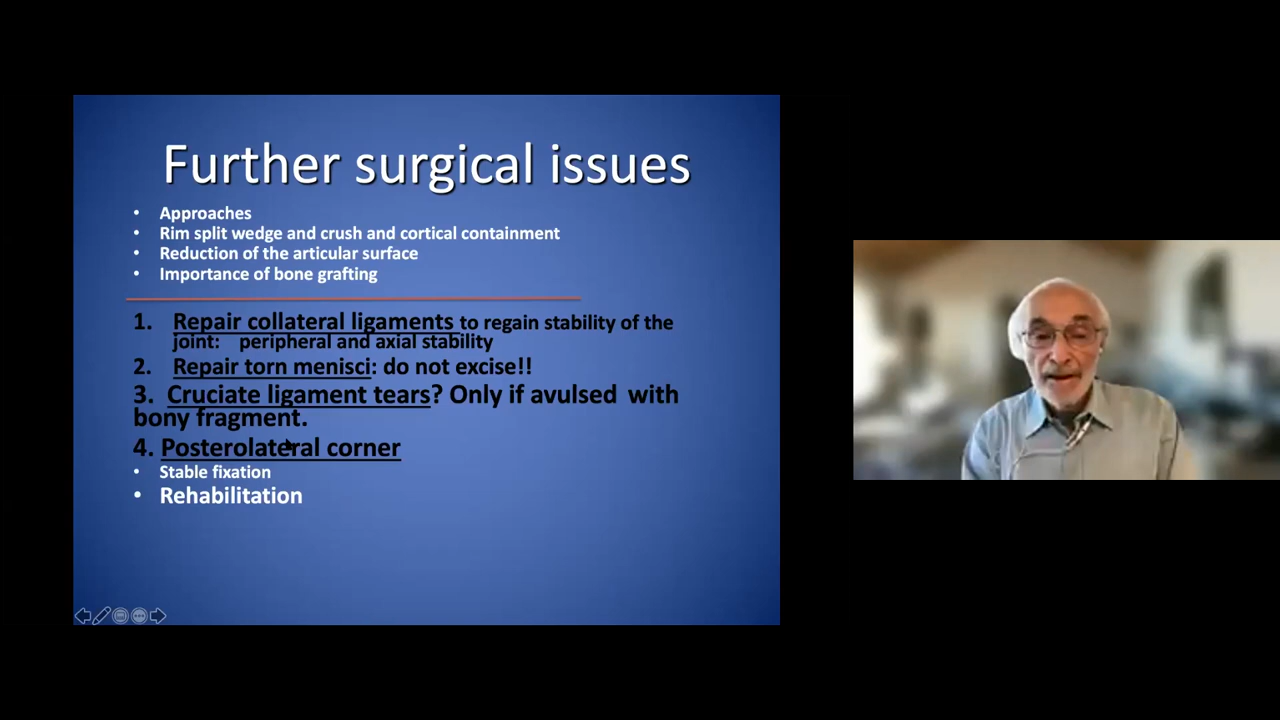 Further surgical issues
• Approaches
• Rim split wedge and crush and cortical containment
• Reduction of the articular surface
• Importance of bone grafting
1. Repair collateral ligaments to regain stability of the
joint: peripheral and axial stability
2. Repair torn menisci: do not excise!!
3. Cruciate ligament tears? Only if avulsed with
bony fragment.
4. Posterolateral corner
• Stable fixation
• Rehabilitation